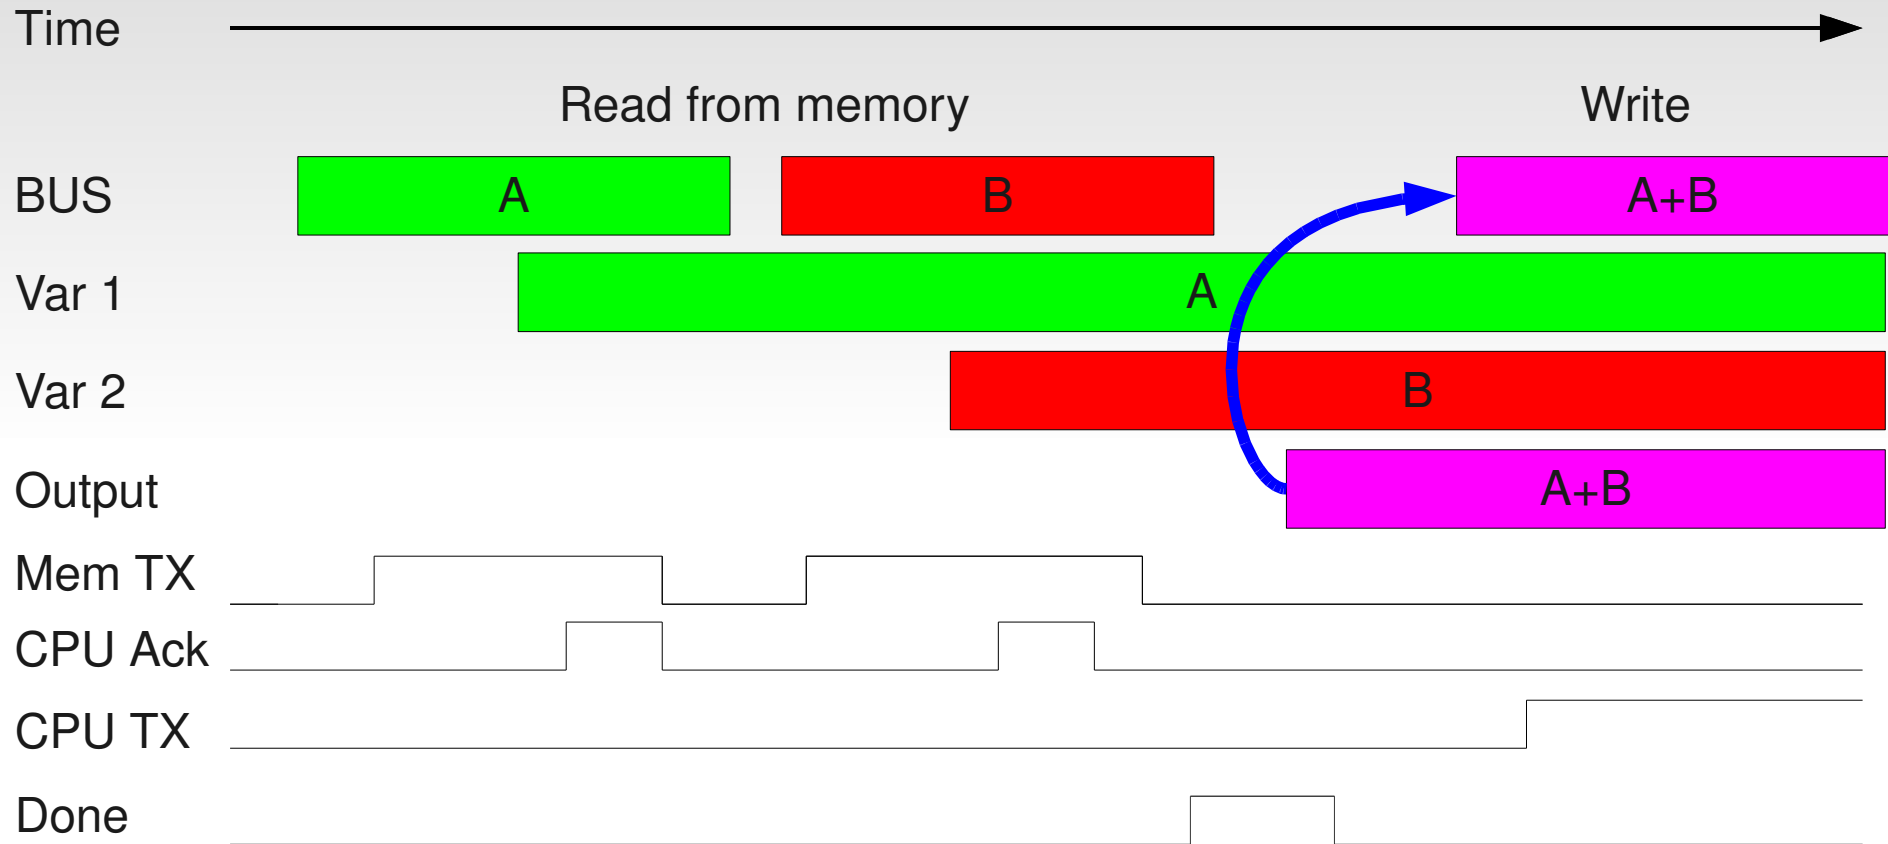 Time
Read from memory Write
BUS A B A+B
Var 1 A
Var 2 B
Output A+B
Mem TX
CPU Ack
CPU TX
Done